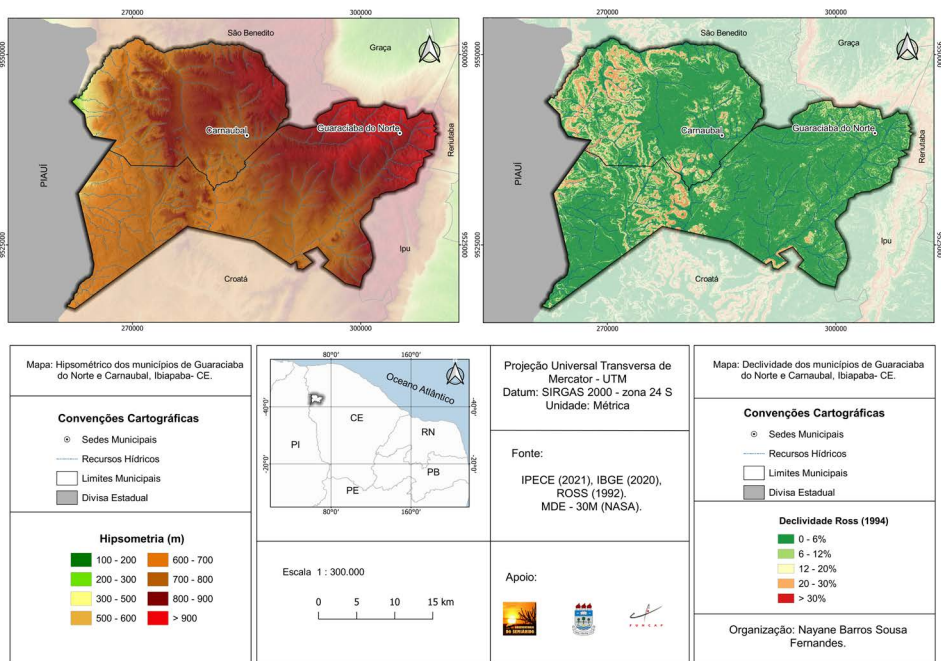 270000
300000
9550000
9525000
São Benedito
Graça
Carnaubal
Guaraciaba do Norte
Reriutaba
PIAUÍ
Ipu
Croatá
9550000
9525000
270000
300000
270000
300000
9550000
9525000
São Benedito
Graça
Carnaubal
Guaraciaba do Norte
Reriutaba
PIAUÍ
Ipu
Croatá
9550000
9525000
270000
300000
Mapa: Hipsométrico dos municípios de Guaraciaba
do Norte e Carnaubal, Ibiapaba- CE.
Convenções Cartográficas
Sedes Municipais
Recursos Hídricos
Limites Municipais
Divisa Estadual
Hipsometria (m)
100 - 200
200 - 300
300 - 500
500 - 600
600 - 700
700 - 800
800 - 900
> 900
80°0'
160°0'
Oceano Atlântico
-40°0'
-20°0'
CE
RN
PI
PB
PE
-40°0'
-20°0'
80°0'
160°0'
Escala 1 : 300.000
0 5 10 15 km
Projeção Universal Transversa de
Mercator - UTM
Datum: SIRGAS 2000 - zona 24 S
Unidade: Métrica
Fonte:
IPECE (2021), IBGE (2020),
ROSS (1992).
MDE - 30M (NASA).
Apoio:
FUNCAP
Mapa: Declividade dos municípios de Guaraciaba
do Norte e Carnaubal, Ibiapaba- CE.
Convenções Cartográficas
Sedes Municipais
Recursos Hídricos
Limites Municipais
Divisa Estadual
Declividade Ross (1994)
0 - 6%
6 - 12%
12 - 20%
20 - 30%
> 30%
Organização: Nayane Barros Sousa
Fernandes.